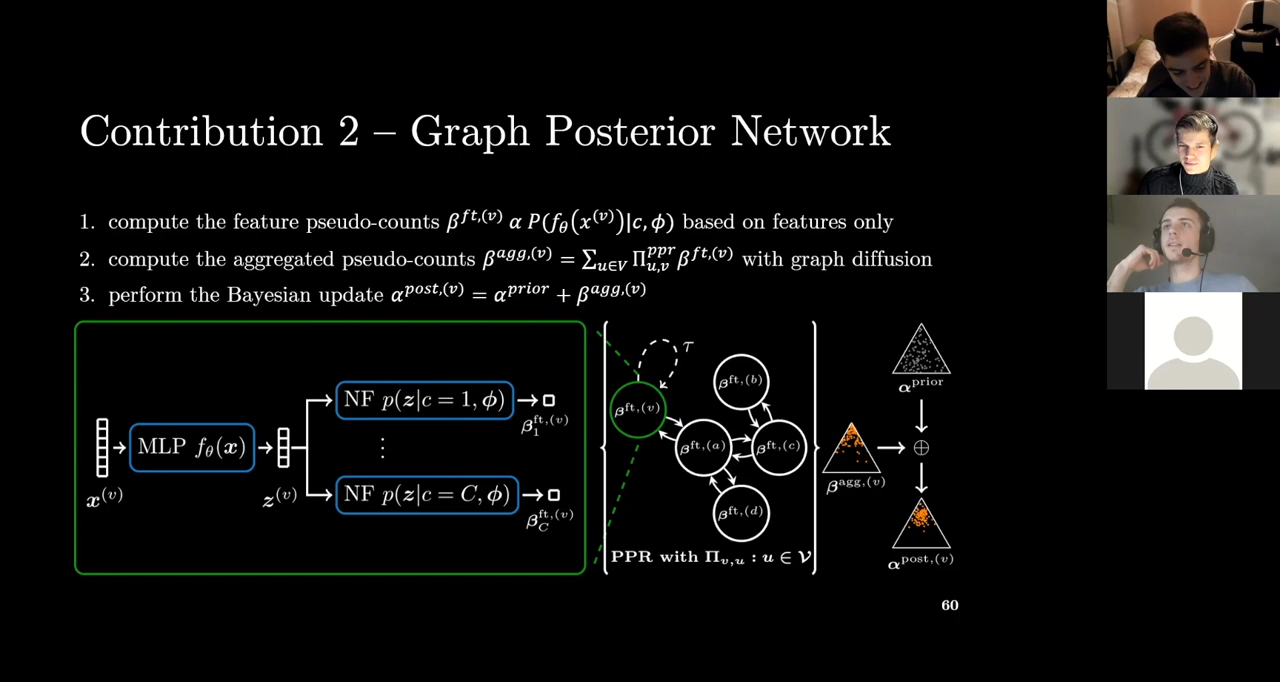 Contribution 2 – Graph Posterior Network
1. compute the feature pseudo-counts β^{ft,(v)} α P(f_θ(x^{(v)})|c, ϕ) based on features only
2. compute the aggregated pseudo-counts β^{agg,(v)} = ∑_{u∈V} Π^{ppr}_{u,v} β^{ft,(v)} with graph diffusion
3. perform the Bayesian update α^{post,(v)} = α^{prior} + β^{agg,(v)}
x^{(v)}
MLP f_θ(x)
z^{(v)}
NF p(z|c = 1, ϕ)
β_1^{ft,(v)}
⋮
NF p(z|c = C, ϕ)
β_C^{ft,(v)}
τ
β^{ft,(v)}
β^{ft,(b)}
β^{ft,(a)}
β^{ft,(c)}
β^{ft,(d)}
PPR with Π_{v,u} : u ∈ V
β^{agg,(v)}
α^{prior}
⊕
α^{post,(v)}
60